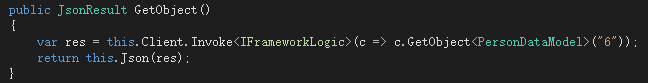 public JsonResult GetObject()
{
    var res = this.Client.Invoke<IFrameworkLogic>(c => c.GetObject<PersonDataModel>("6"));
    return this.Json(res);
}